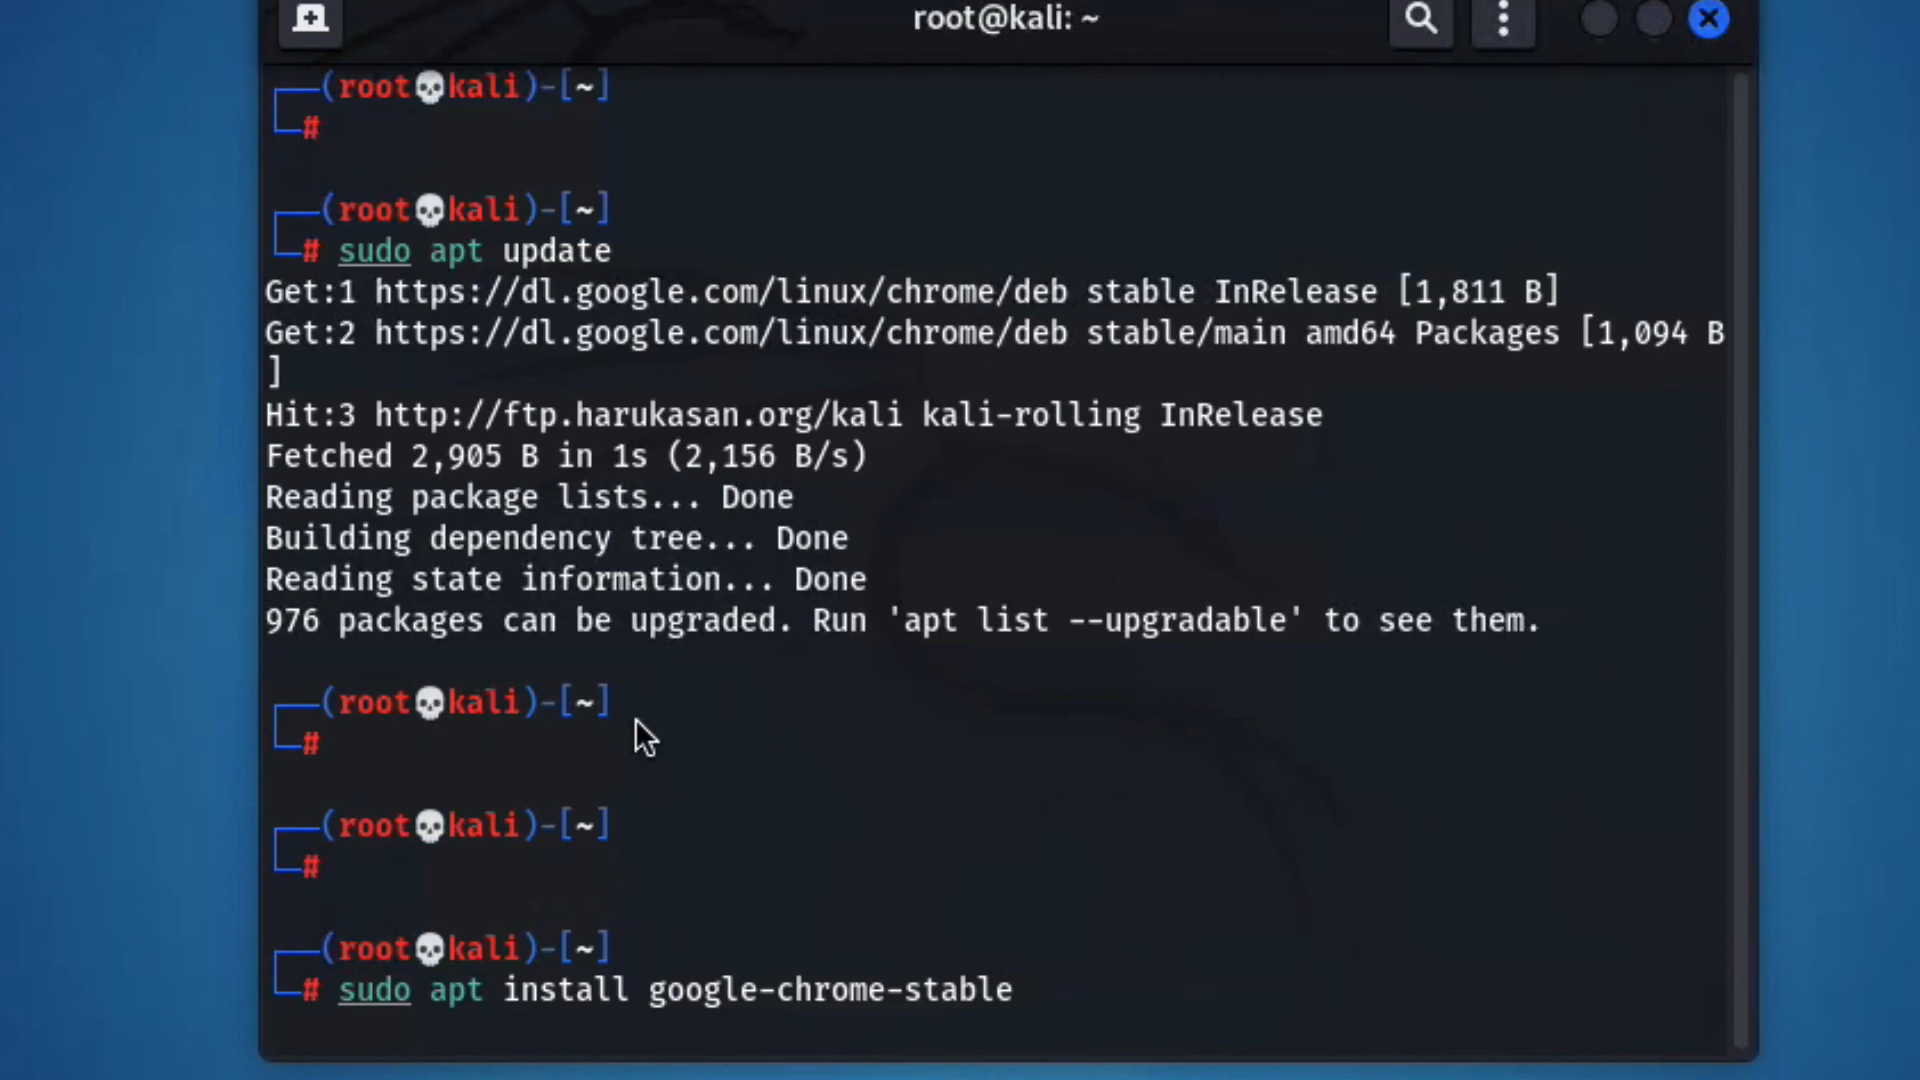 root@kali: ~
┌──(root💀kali)-[~]
└─#
┌──(root💀kali)-[~]
└─# sudo apt update
Get:1 https://dl.google.com/linux/chrome/deb stable InRelease [1,811 B]
Get:2 https://dl.google.com/linux/chrome/deb stable/main amd64 Packages [1,094 B
]
Hit:3 http://ftp.harukasan.org/kali kali-rolling InRelease
Fetched 2,905 B in 1s (2,156 B/s)
Reading package lists... Done
Building dependency tree... Done
Reading state information... Done
976 packages can be upgraded. Run 'apt list --upgradable' to see them.
┌──(root💀kali)-[~]
└─#
┌──(root💀kali)-[~]
└─#
┌──(root💀kali)-[~]
└─# sudo apt install google-chrome-stable